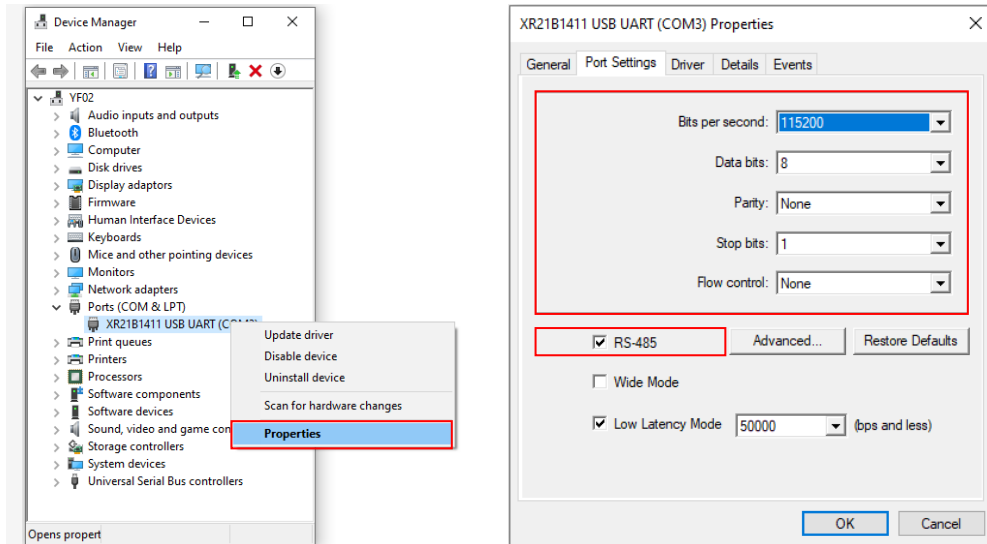 Device Manager
File Action View Help
YF02
Audio inputs and outputs
Bluetooth
Computer
Disk drives
Display adaptors
Firmware
Human Interface Devices
Keyboards
Mice and other pointing devices
Monitors
Network adapters
Ports (COM & LPT)
XR21B1411 USB UART
Print queues
Printers
Processors
Software components
Software devices
Sound, video and game con
Storage controllers
System devices
Universal Serial Bus controllers
Opens propert
Update driver
Disable device
Uninstall device
Scan for hardware changes
Properties
XR21B1411 USB UART (COM3) Properties
General Port Settings Driver Details Events
Bits per second: 115200
Data bits: 8
Parity: None
Stop bits: 1
Flow control: None
RS-485 Advanced... Restore Defaults
Wide Mode
Low Latency Mode 50000 (bps and less)
OK Cancel